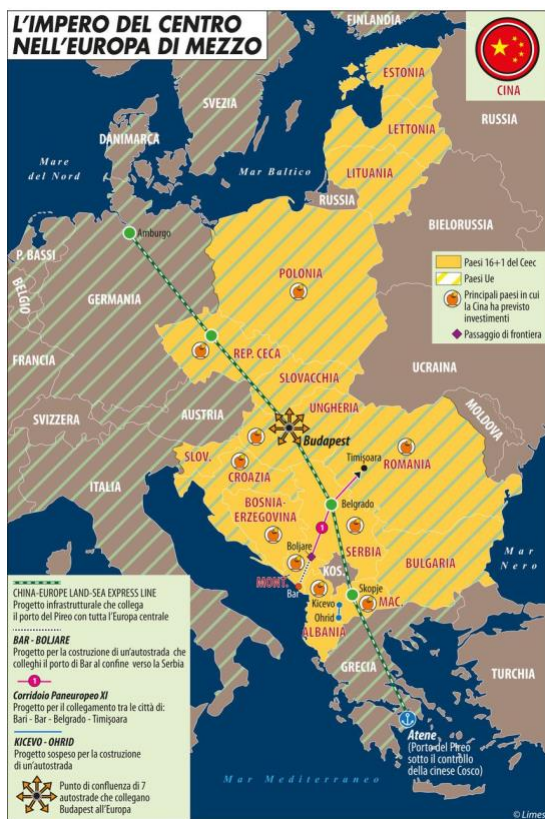 L'IMPERO DEL CENTRO
NELL'EUROPA DI MEZZO
CINA
FINLANDIA
ESTONIA
SVEZIA
RUSSIA
LETTONIA
DANIMARCA
Mare
del Nord
Mar Baltico
LITUANIA
RUSSIA
BIELORUSSIA
Amburgo
P. BASSI
POLONIA
BELGIO
GERMANIA
Paesi 16+1 del Ceec
Paesi Ue
Principali paesi in cui
la Cina ha previsto
investimenti
Passaggio di frontiera
REP. CECA
FRANCIA
UCRAINA
SLOVACCHIA
AUSTRIA
MOLDOVA
SVIZZERA
UNGHERIA
Budapest
SLOV.
Timişoara
ROMANIA
CROAZIA
ITALIA
BOSNIA-
ERZEGOVINA
Belgrado
1
SERBIA
Boljare
BULGARIA
Mar
Nero
KOS.
MONT.
Bar
Skopje
MAC.
Kicevo
Ohrid
ALBANIA
GRECIA
TURCHIA
Atene
(Porto del Pireo
sotto il controllo
della cinese Cosco)
Mar Mediterraneo
CHINA-EUROPE LAND-SEA EXPRESS LINE
Progetto infrastrutturale che collega
il porto del Pireo con tutta l'Europa centrale
BAR - BOLJARE
Progetto per la costruzione di un'autostrada che
colleghi il porto di Bar al confine verso la Serbia
1
Corridoio Paneuropeo XI
Progetto per il collegamento tra le città di:
Bari - Bar - Belgrado - Timişoara
KICEVO - OHRID
Progetto sospeso per la costruzione
di un'autostrada
Punto di confluenza di 7
autostrade che collegano
Budapest all'Europa
© Limes